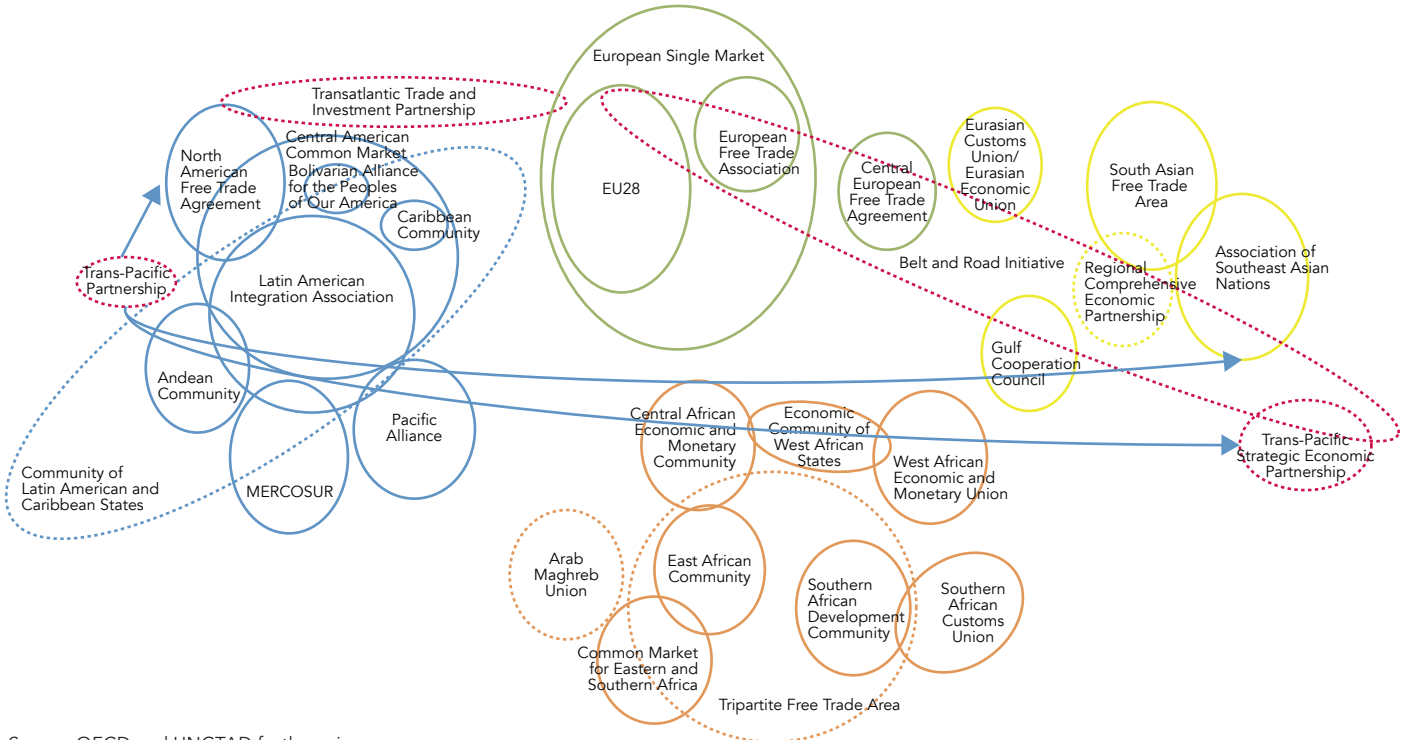 European Single Market
Transatlantic Trade and
Investment Partnership
Central American
Common Market
Bolivarian Alliance
for the Peoples
of Our America
North
American
Free Trade
Agreement
Caribbean
Community
EU28
European
Free Trade
Association
Central
European
Free Trade
Agreement
Eurasian
Customs
Union/
Eurasian
Economic
Union
South Asian
Free Trade
Area
Association of
Southeast Asian
Nations
Belt and Road Initiative
Regional
Comprehensive
Economic
Partnership
Trans-Pacific
Partnership
Latin American
Integration Association
Gulf
Cooperation
Council
Andean
Community
Pacific
Alliance
Central African
Economic and
Monetary
Community
Economic
Community of
West African
States
West African
Economic and
Monetary Union
Trans-Pacific
Strategic Economic
Partnership
Community of
Latin American and
Caribbean States
MERCOSUR
Arab
Maghreb
Union
East African
Community
Southern
African
Development
Community
Southern
African
Customs
Union
Common Market
for Eastern and
Southern Africa
Tripartite Free Trade Area